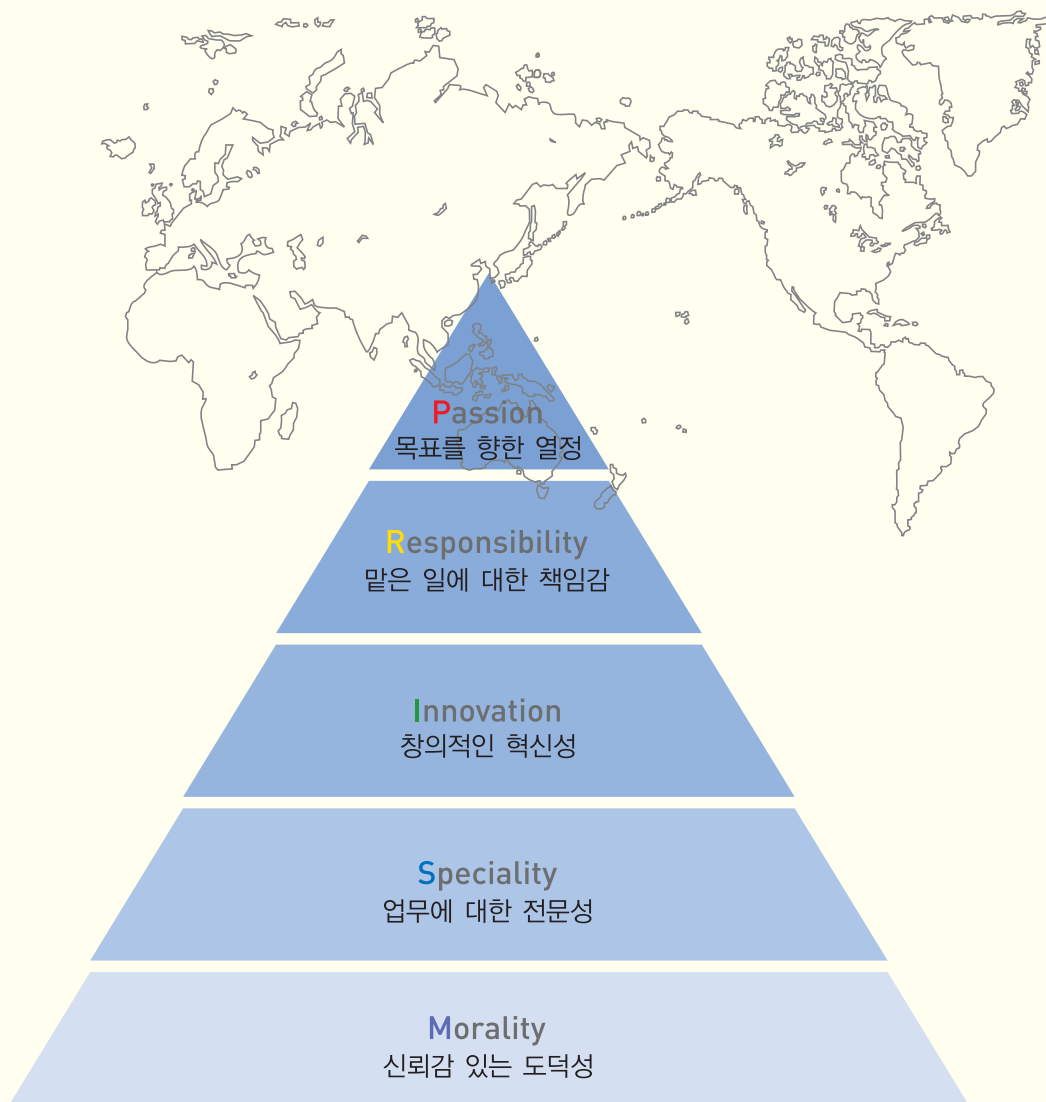 Passion
목표를 향한 열정
Responsibility
맡은 일에 대한 책임감
Innovation
창의적인 혁신성
Speciality
업무에 대한 전문성
Morality
신뢰감 있는 도덕성